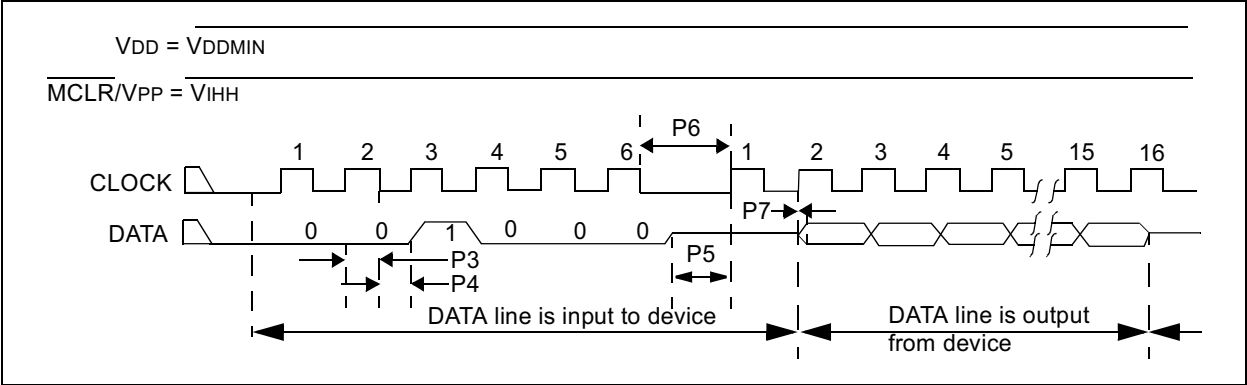 VDD = VDDMIN
MCLR/VPP = VIHH
P6
1 2 3 4 5 6 1 2 3 4 5 15 16
CLOCK
P7
DATA 0 0 1 0 0 0
P3
P5
P4
DATA line is input to device
DATA line is output
from device